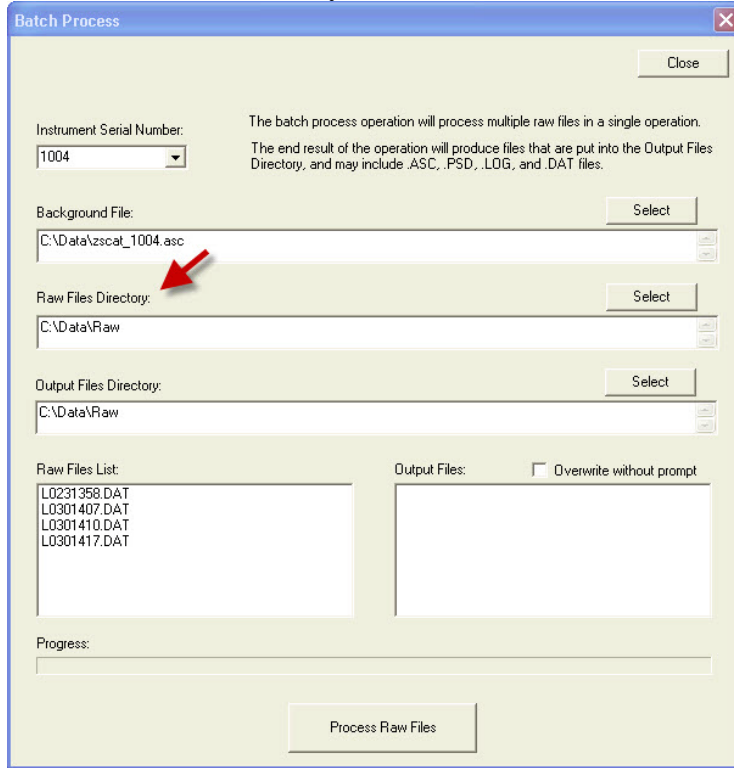 Batch Process
Close
Instrument Serial Number:
1004
The batch process operation will process multiple raw files in a single operation.
The end result of the operation will produce files that are put into the Output Files
Directory, and may include .ASC, .PSD, .LOG, and .DAT files.
Background File:
Select
C:\Data\zscat_1004.asc
Raw Files Directory:
Select
C:\Data\Raw
Output Files Directory:
Select
C:\Data\Raw
Raw Files List:
L0231358.DAT
L0301407.DAT
L0301410.DAT
L0301417.DAT
Output Files:
Overwrite without prompt
Progress:
Process Raw Files